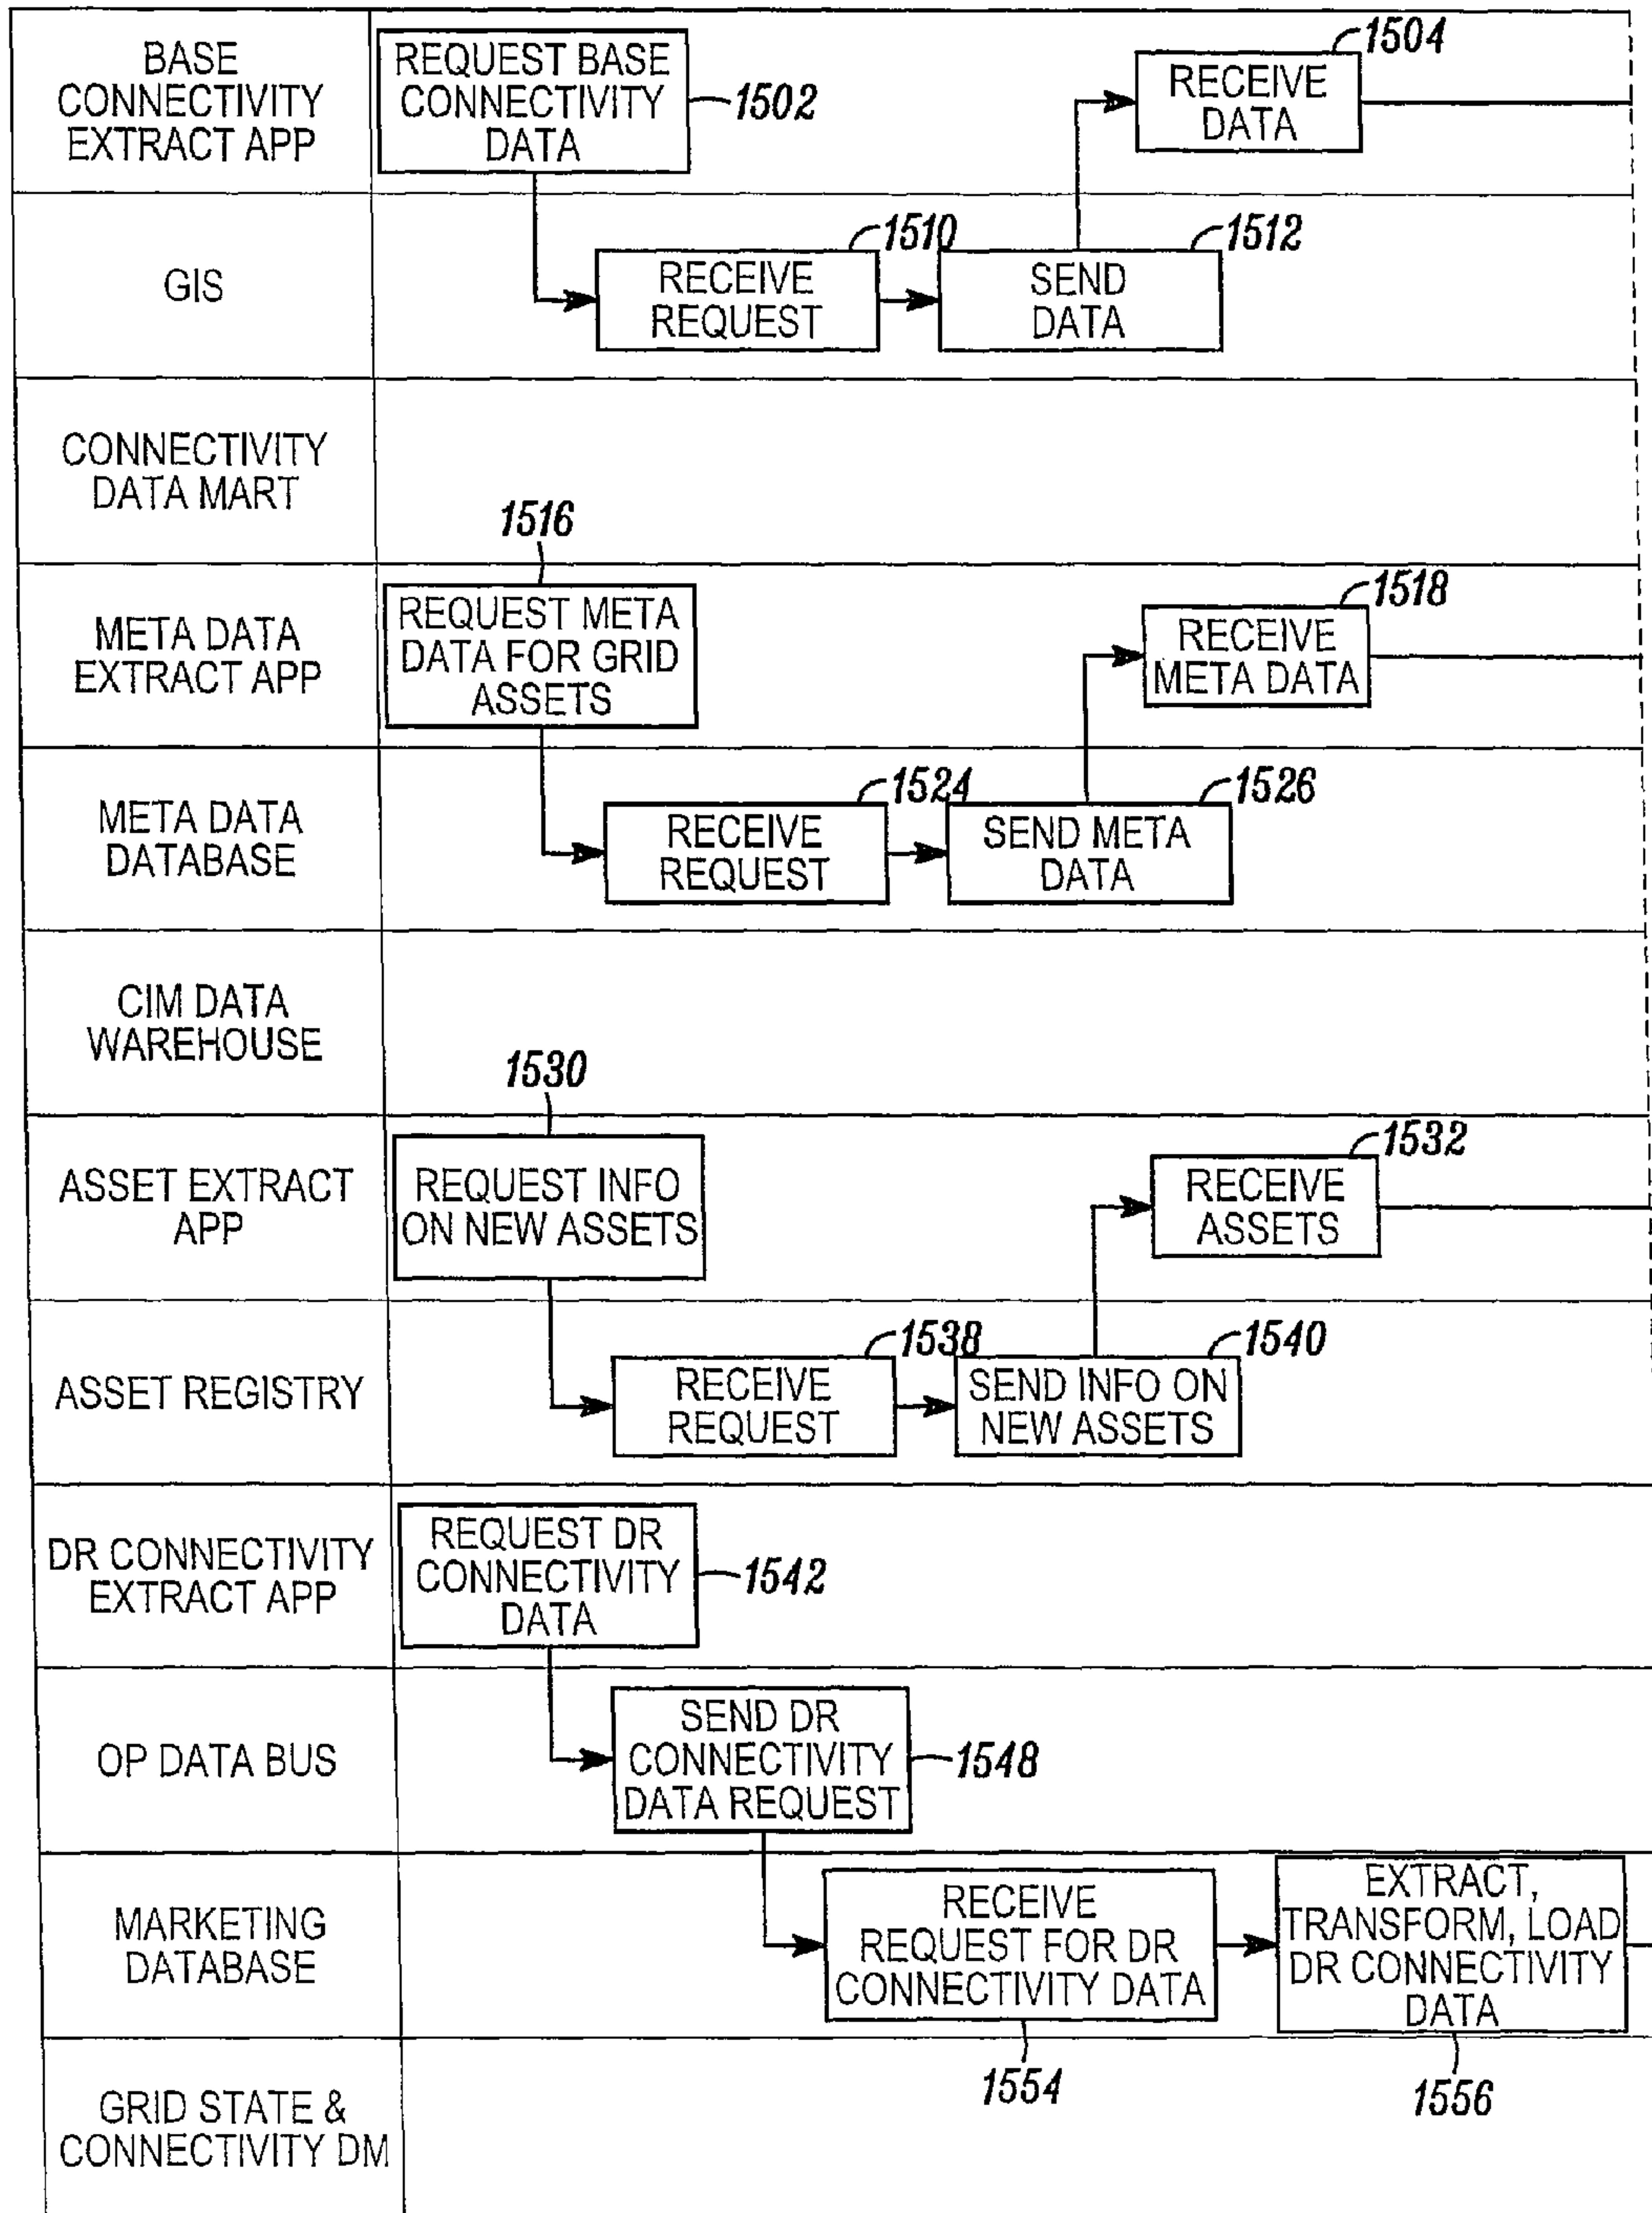 BASE
CONNECTIVITY
EXTRACT APP
REQUEST BASE
CONNECTIVITY
DATA
1502
1504
RECEIVE
DATA
GIS
1510
RECEIVE
REQUEST
1512
SEND
DATA
CONNECTIVITY
DATA MART
1516
META DATA
EXTRACT APP
REQUEST META
DATA FOR GRID
ASSETS
1518
RECEIVE
META DATA
META DATA
DATABASE
1524
RECEIVE
REQUEST
1526
SEND META
DATA
CIM DATA
WAREHOUSE
1530
ASSET EXTRACT
APP
REQUEST INFO
ON NEW ASSETS
1532
RECEIVE
ASSETS
ASSET REGISTRY
1538
RECEIVE
REQUEST
1540
SEND INFO ON
NEW ASSETS
DR CONNECTIVITY
EXTRACT APP
REQUEST DR
CONNECTIVITY
DATA
1542
OP DATA BUS
SEND DR
CONNECTIVITY
DATA REQUEST
1548
MARKETING
DATABASE
RECEIVE
REQUEST FOR DR
CONNECTIVITY DATA
1554
EXTRACT,
TRANSFORM, LOAD
DR CONNECTIVITY
DATA
1556
GRID STATE &
CONNECTIVITY DM